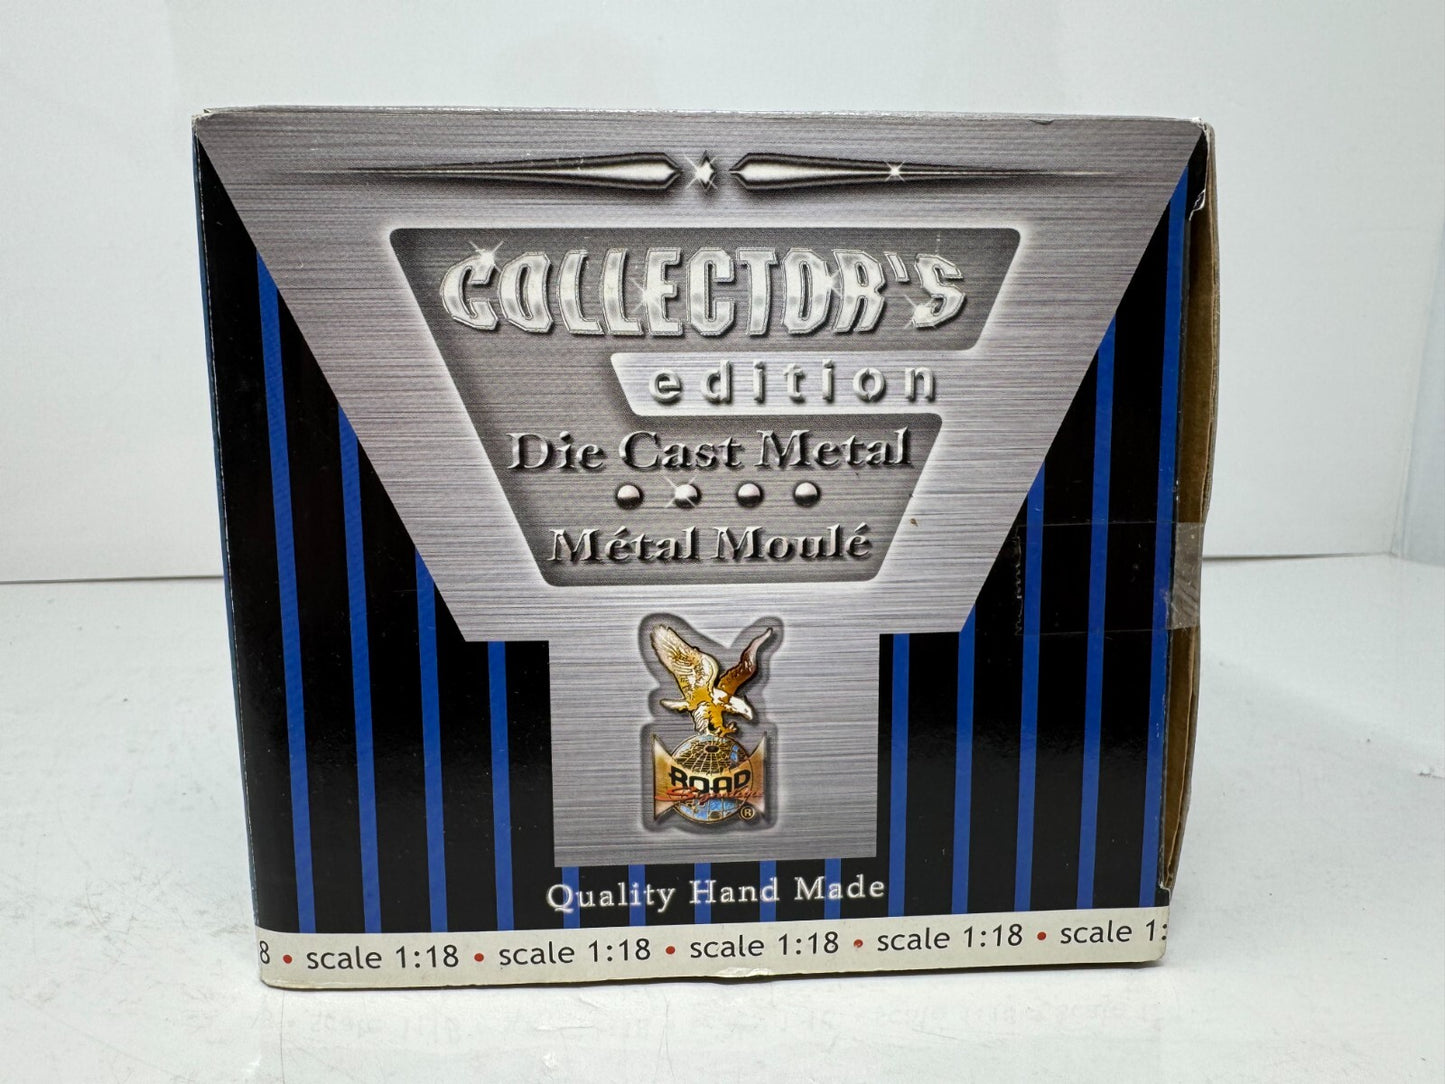 COLLECTOR'S
edition
Die Cast Metal
Métal Moulé
ROAD
Signature
®
Quality Hand Made
8 • scale 1:18 • scale 1:18 • scale 1:18 • scale 1:18 • scale 1: